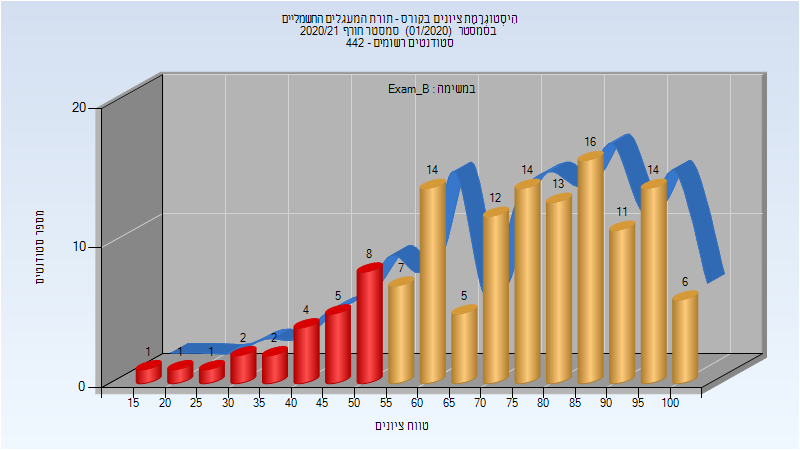 היסטוגרמת ציונים בקורס - תורת המעגלים החשמליים
בסמסטר (01/2020) סמסטר חורף 2020/21
סטודנטים רשומים - 442
במשימה : Exam_B
מספר סטודנטים
20
10
0
1 1 1 2 2 4 5 8 7 14 5 12 14 13 16 11 14 6
15 20 25 30 35 40 45 50 55 60 65 70 75 80 85 90 95 100
טווח ציונים